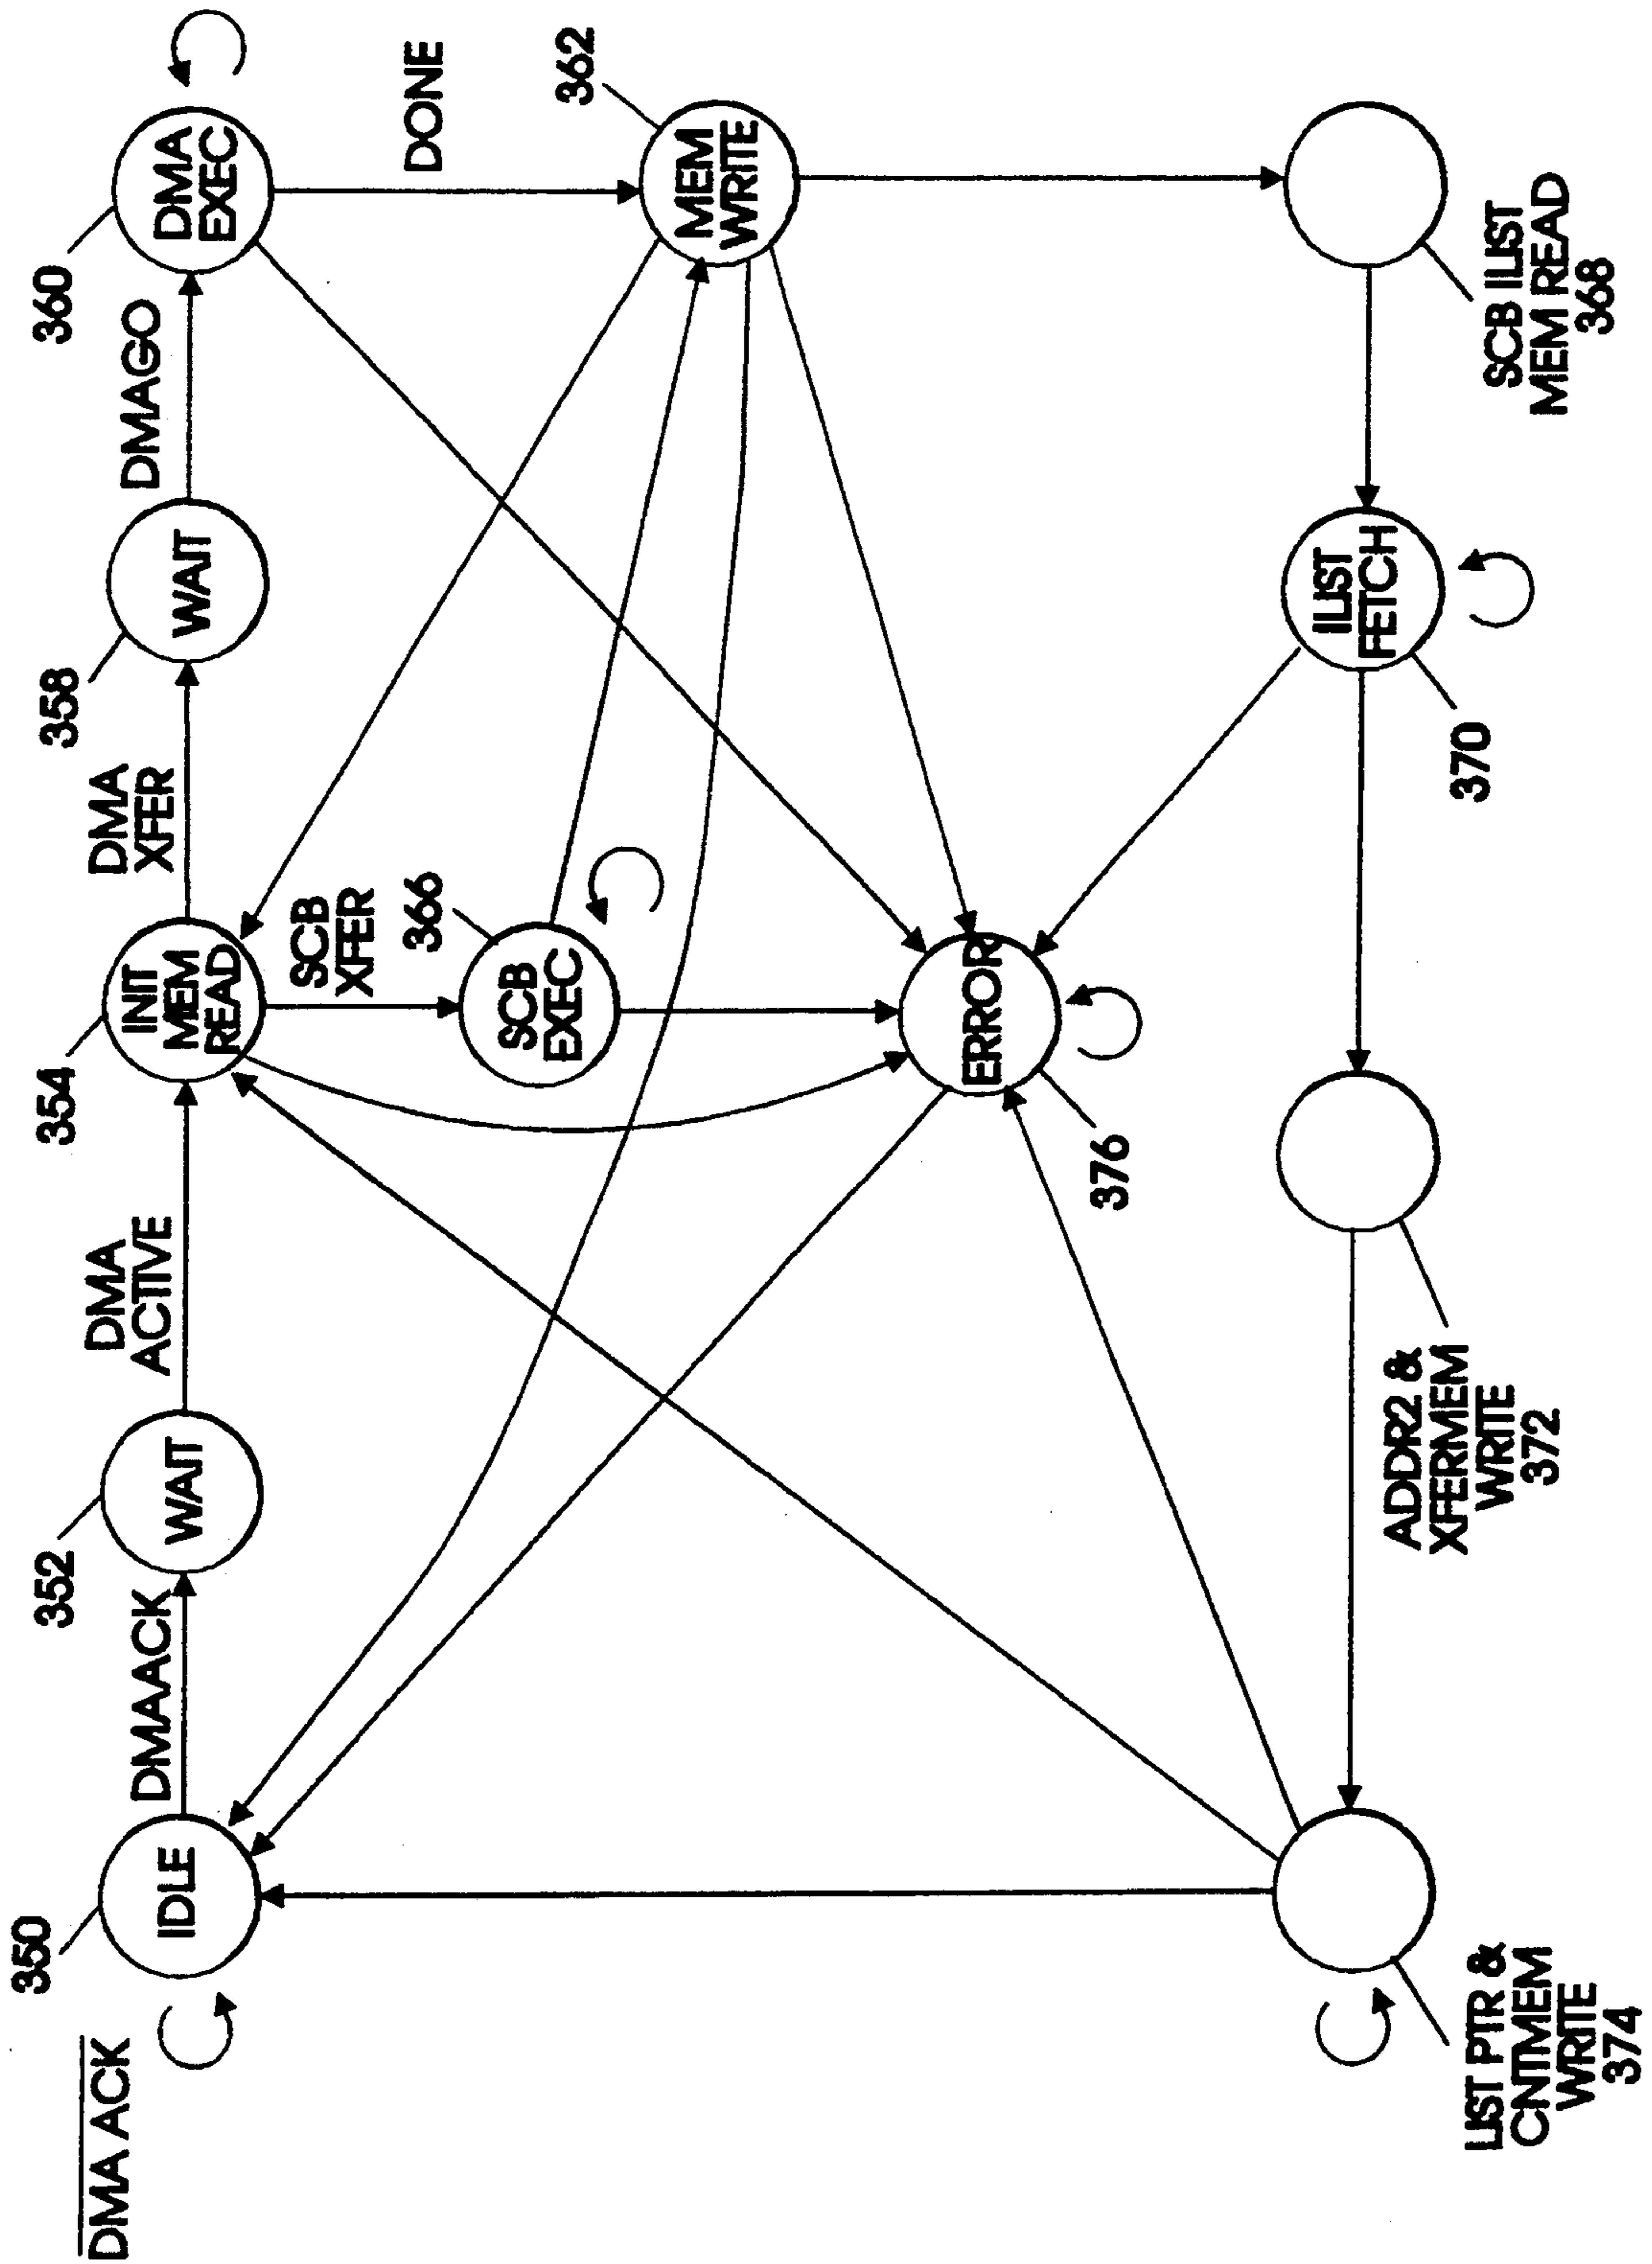 DMA ACK
350
IDLE
DMAACK
352
WAIT
DMA
ACTIVE
354
INIT
MEM
READ
DMA
XFER
358
WAIT
DMAGO
360
DMA
EXEC
DONE
SCB
XFER
366
SCB
EXEC
362
MEM
WRITE
ERROR
376
LIST PTR &
CNTMEM
WRITE
374
ADDR2 &
XFERMEM
WRITE
372
ILIST
FETCH
370
SCB ILIST
MEM READ
368